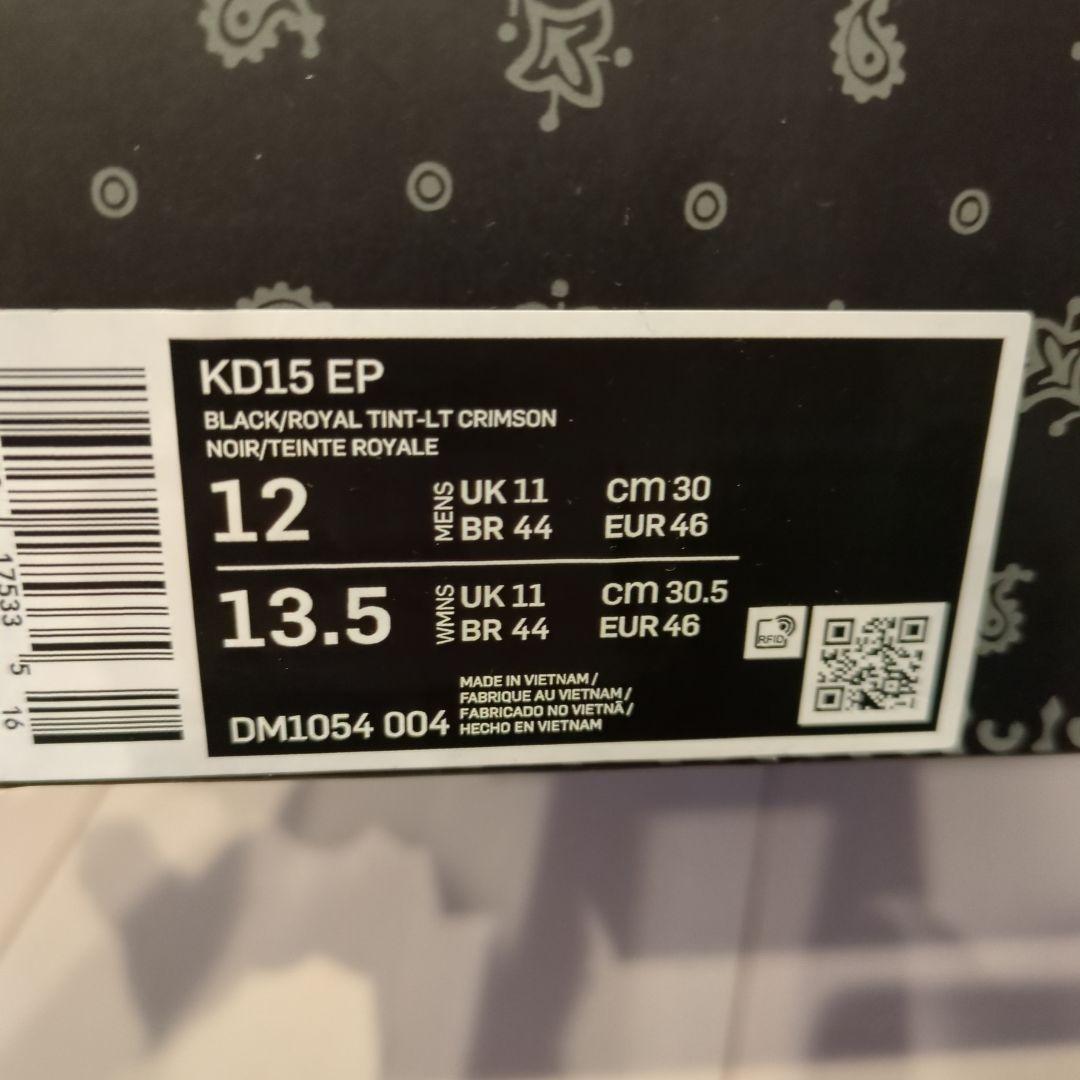 KD15 EP
BLACK/ROYAL TINT-LT CRIMSON
NOIR/TEINTE ROYALE
12 MENS UK 11 cm 30
BR 44 EUR 46
13.5 WMNS UK 11 cm 30.5
BR 44 EUR 46
RFID
MADE IN VIETNAM /
FABRIQUE AU VIETNAM /
FABRICADO NO VIETNÃ /
HECHO EN VIETNAM
DM1054 004
17533 5
16